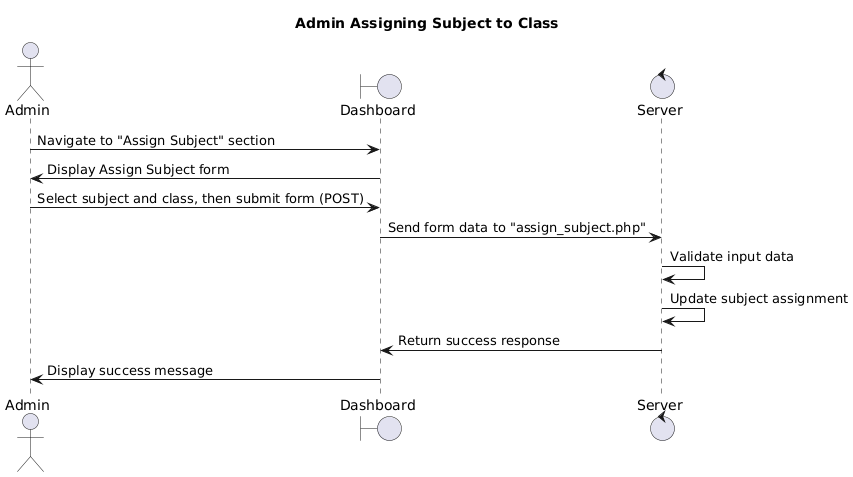 Admin Assigning Subject to Class
Admin
Dashboard
Server
Navigate to "Assign Subject" section
Display Assign Subject form
Select subject and class, then submit form (POST)
Send form data to "assign_subject.php"
Validate input data
Update subject assignment
Return success response
Display success message
Admin
Dashboard
Server